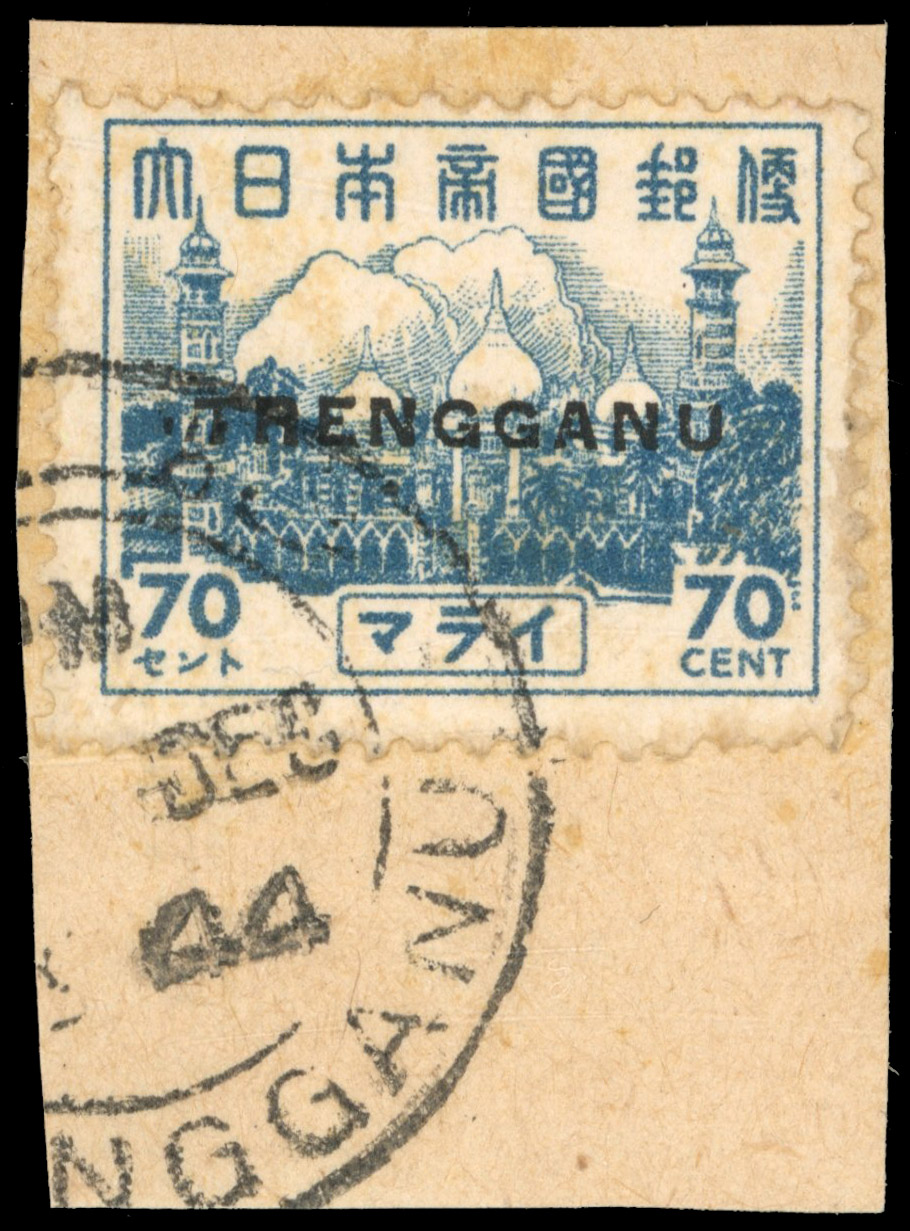 大日本帝國郵便
TRENGGANU
70 マライ 70
セント CENT
PM
DEC
44
NGGANU